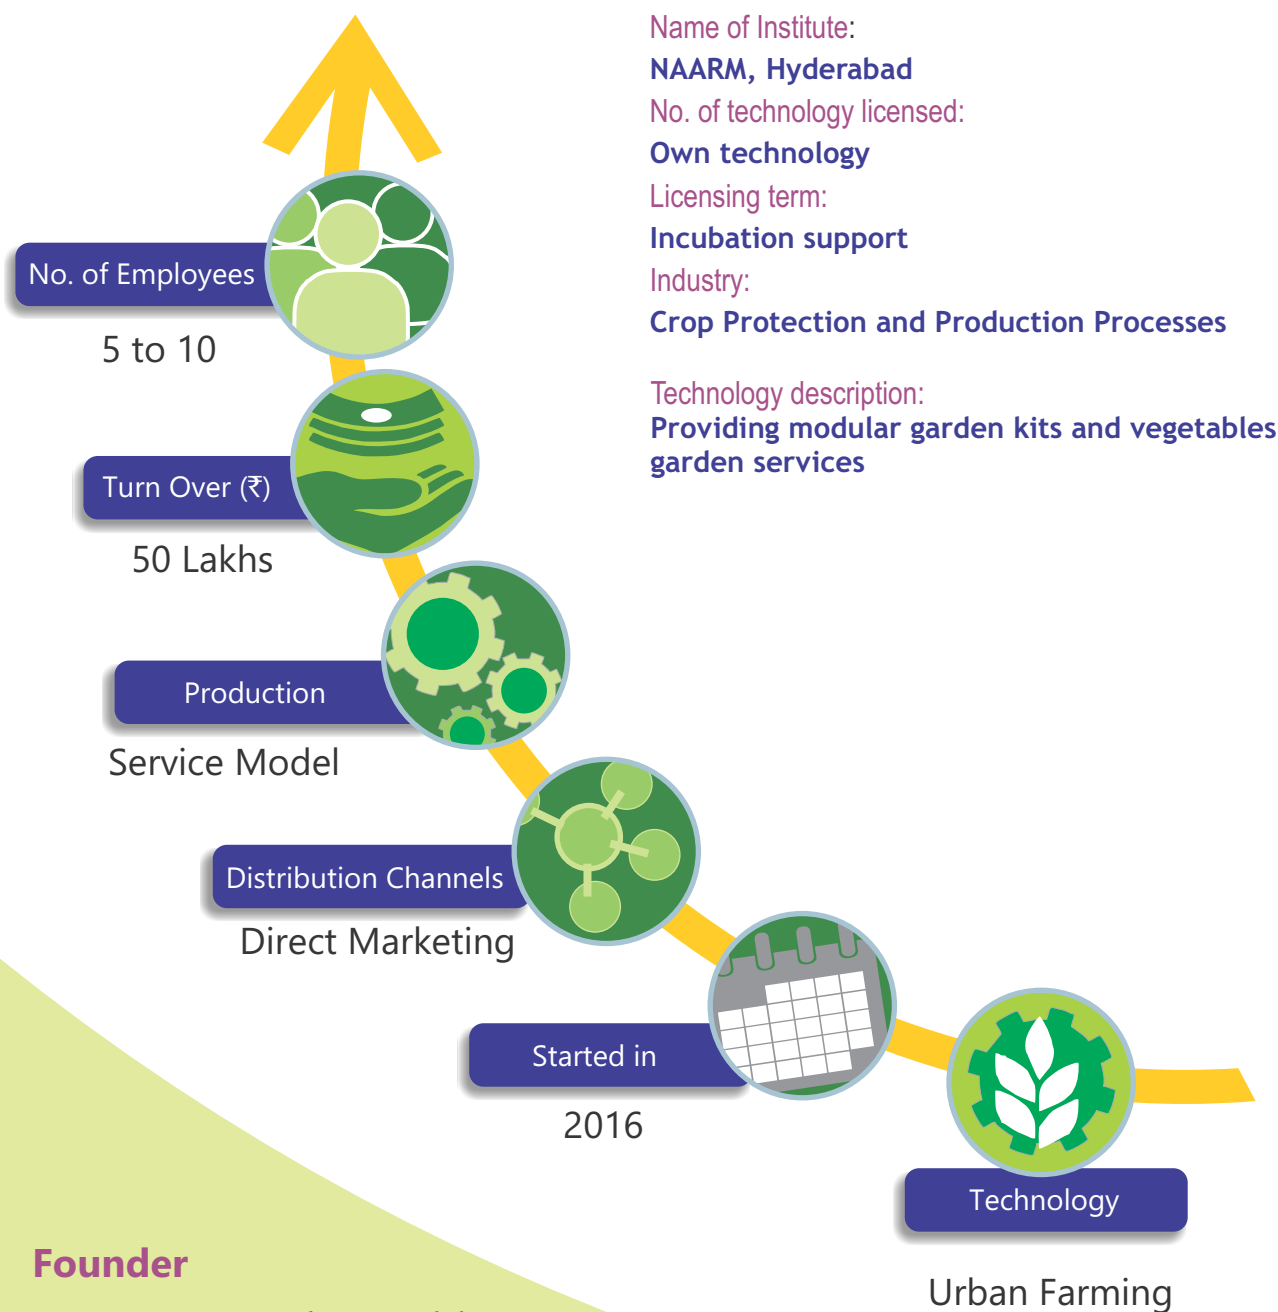 Name of Institute:
NAARM, Hyderabad
No. of technology licensed:
Own technology
Licensing term:
Incubation support
Industry:
Crop Protection and Production Processes
Technology description:
Providing modular garden kits and vegetables
garden services
No. of Employees
5 to 10
Turn Over (₹)
50 Lakhs
Production
Service Model
Distribution Channels
Direct Marketing
Started in
2016
Technology
Urban Farming
Founder